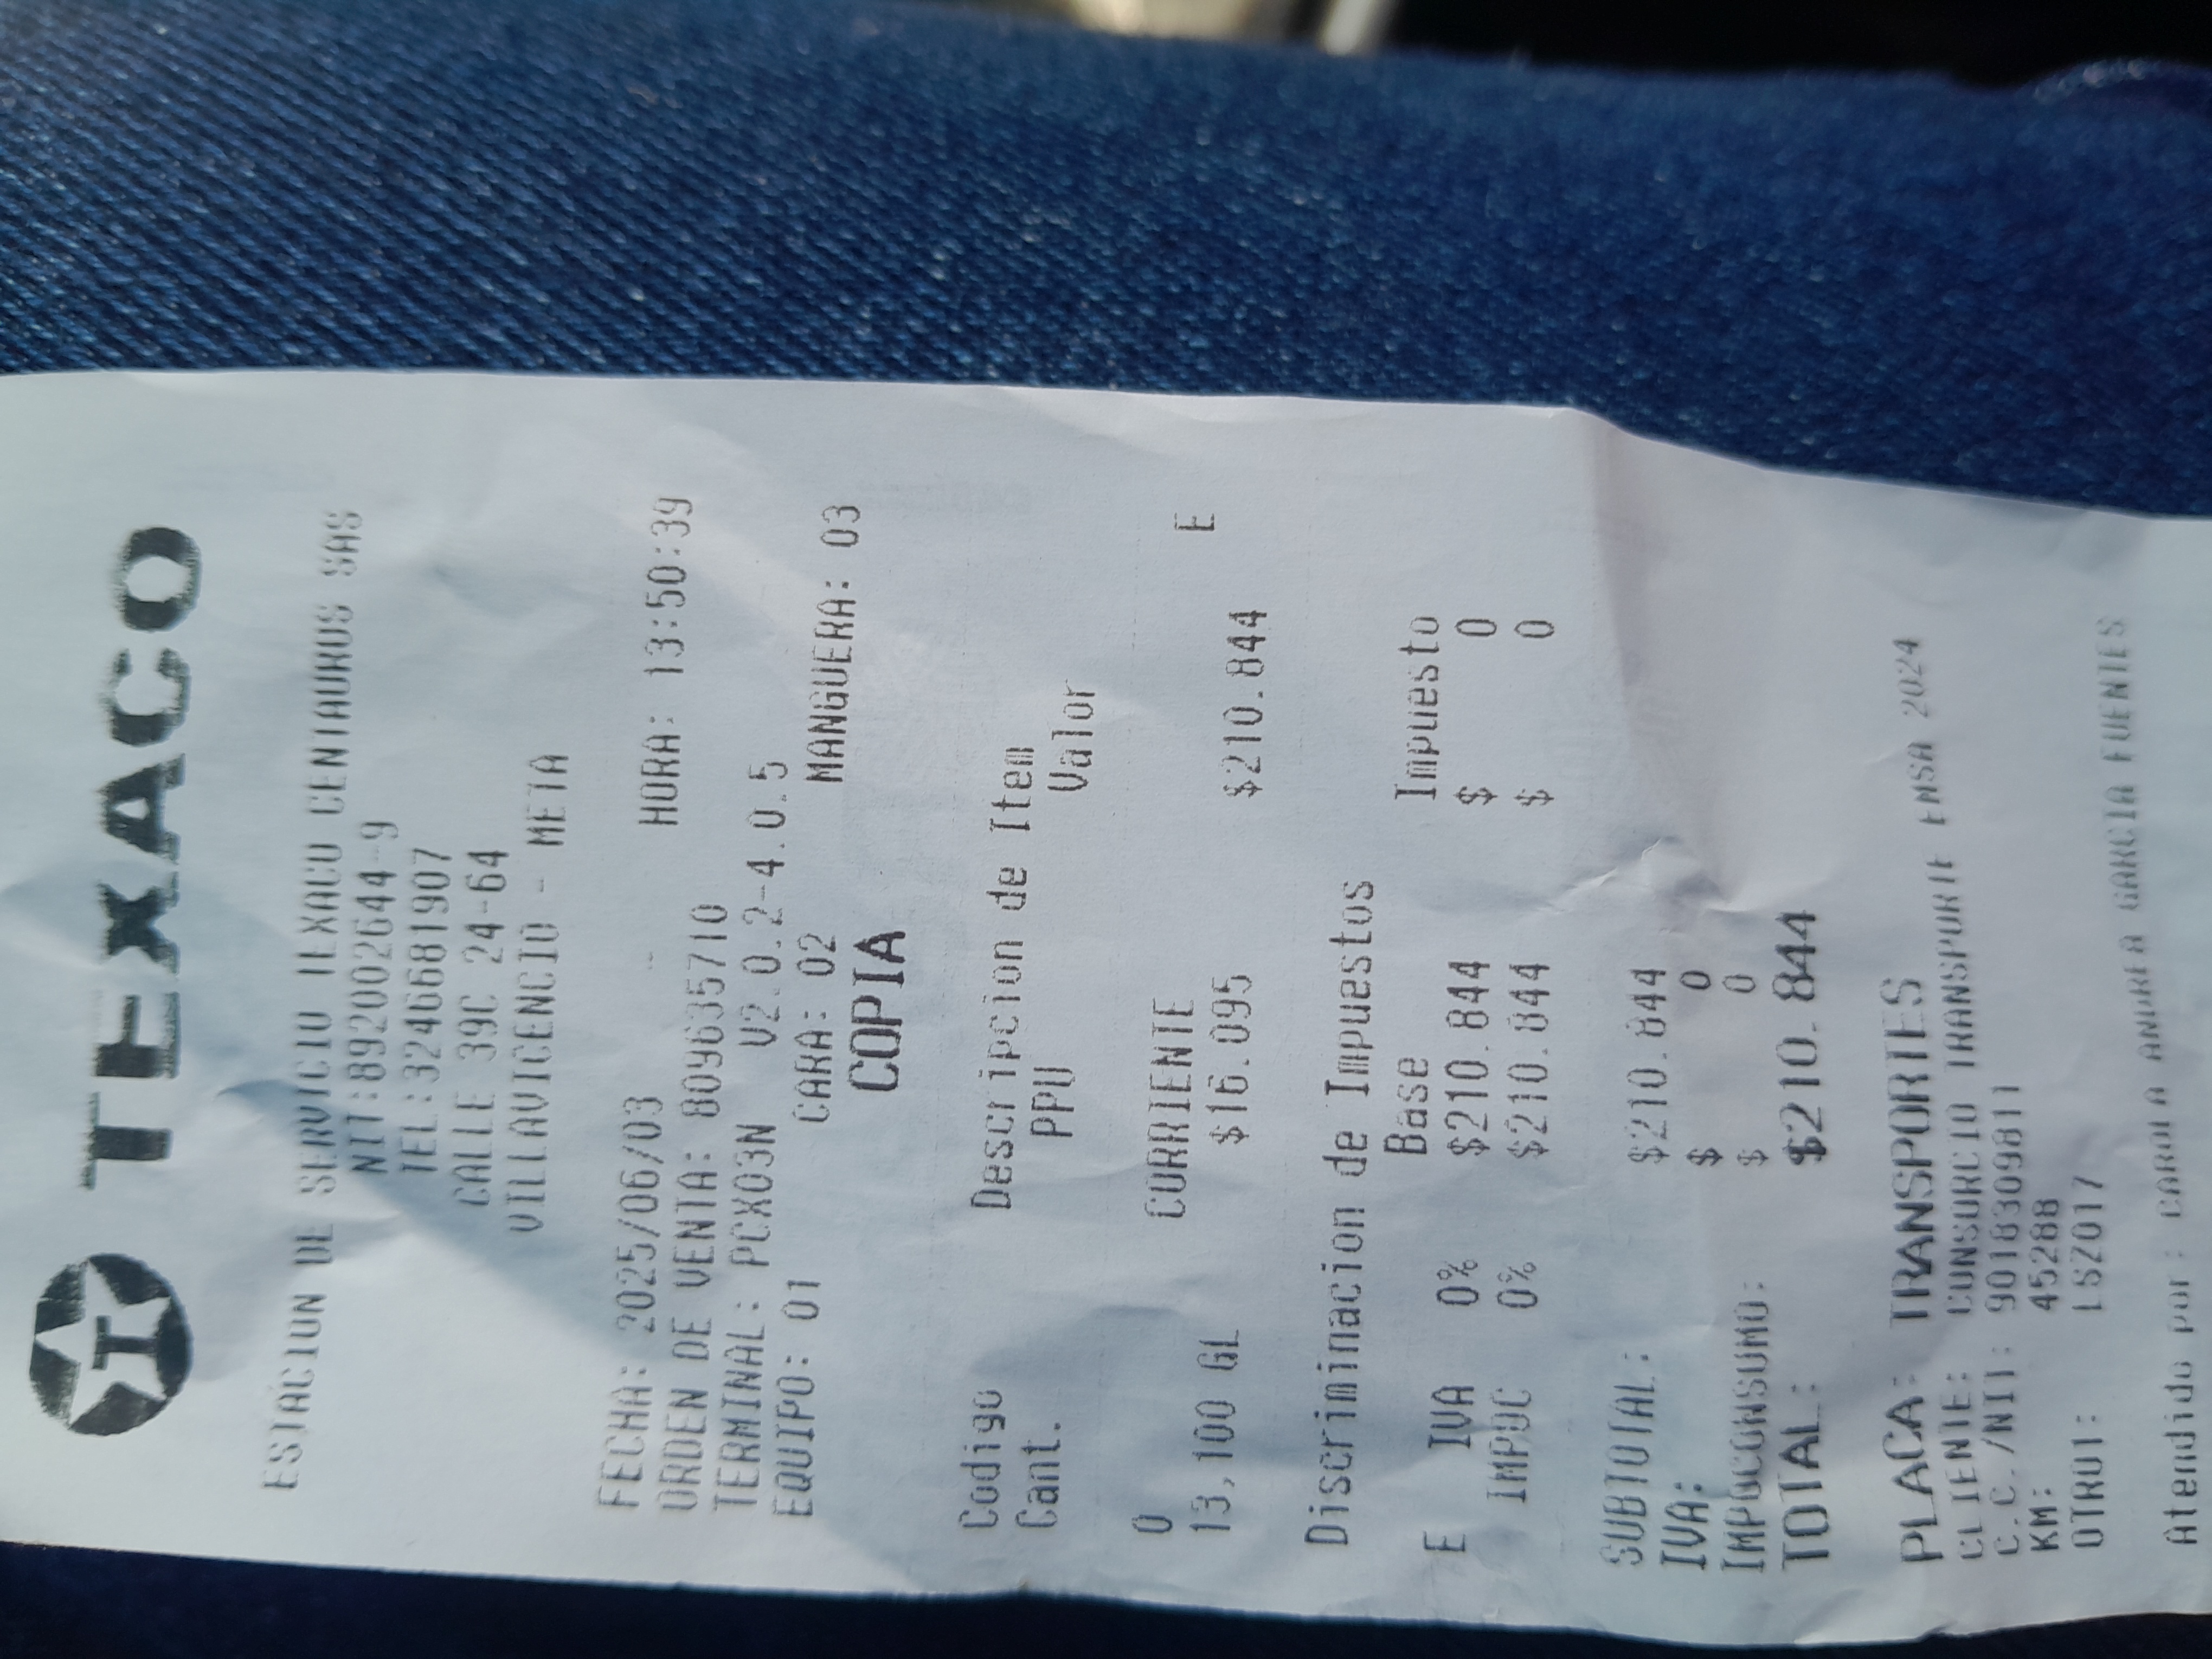 TEXACO
ESTACION DE SERVICIO TEXACO CENTAUROS SAS
NIT:892002644-9
TEL:3246681907
CALLE 39C 24-64
VILLAVICENCIO - META
FECHA: 2025/06/03 HORA: 13:50:39
ORDEN DE VENTA: 809635710
TERMINAL: PCX03N V2.0.2-4.0.5
EQUIPO: 01 CARA: 02 MANGUERA: 03
COPIA
Codigo Descripcion de Item
Cant. PPU Valor
0 CORRIENTE E
13,100 GL $16.095 $210.844
Discriminacion de Impuestos
Base Impuesto
E IVA 0% $210.844 $ 0
IMPOC 0% $210.844 $ 0
SUBTOTAL: $210.844
IVA: $ 0
IMPOCONSUMO: $ 0
TOTAL: $210.844
PLACA: TRANSPORTES
CLIENTE: CONSORCIO TRANSPORTE ENSA 2024
C.C./NIT: 9018309811
KM: 45288
OTRO1: LSZ017
Atendido por: CAROLA ANDREA GARCIA FUENTES